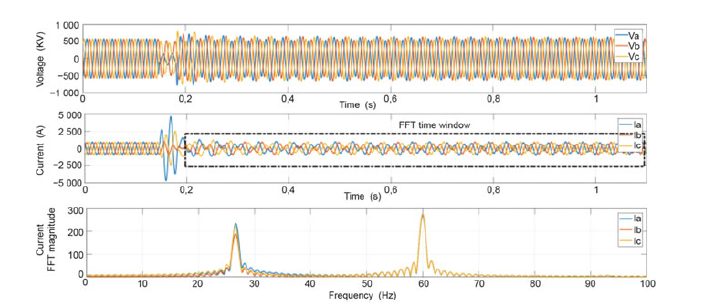 1 000
500
0
−500
−1 000
Voltage (KV)
Va
Vb
Vc
0
0,2
0,4
0,6
0,8
1
Time (s)
5 000
2 500
0
−2 500
−5 000
Current (A)
FFT time window
Ia
Ib
Ic
0
0,2
0,4
0,6
0,8
1
Time (s)
300
200
100
0
Current
FFT magnitude
Ia
Ib
Ic
0
10
20
30
40
50
60
70
80
90
100
Frequency (Hz)